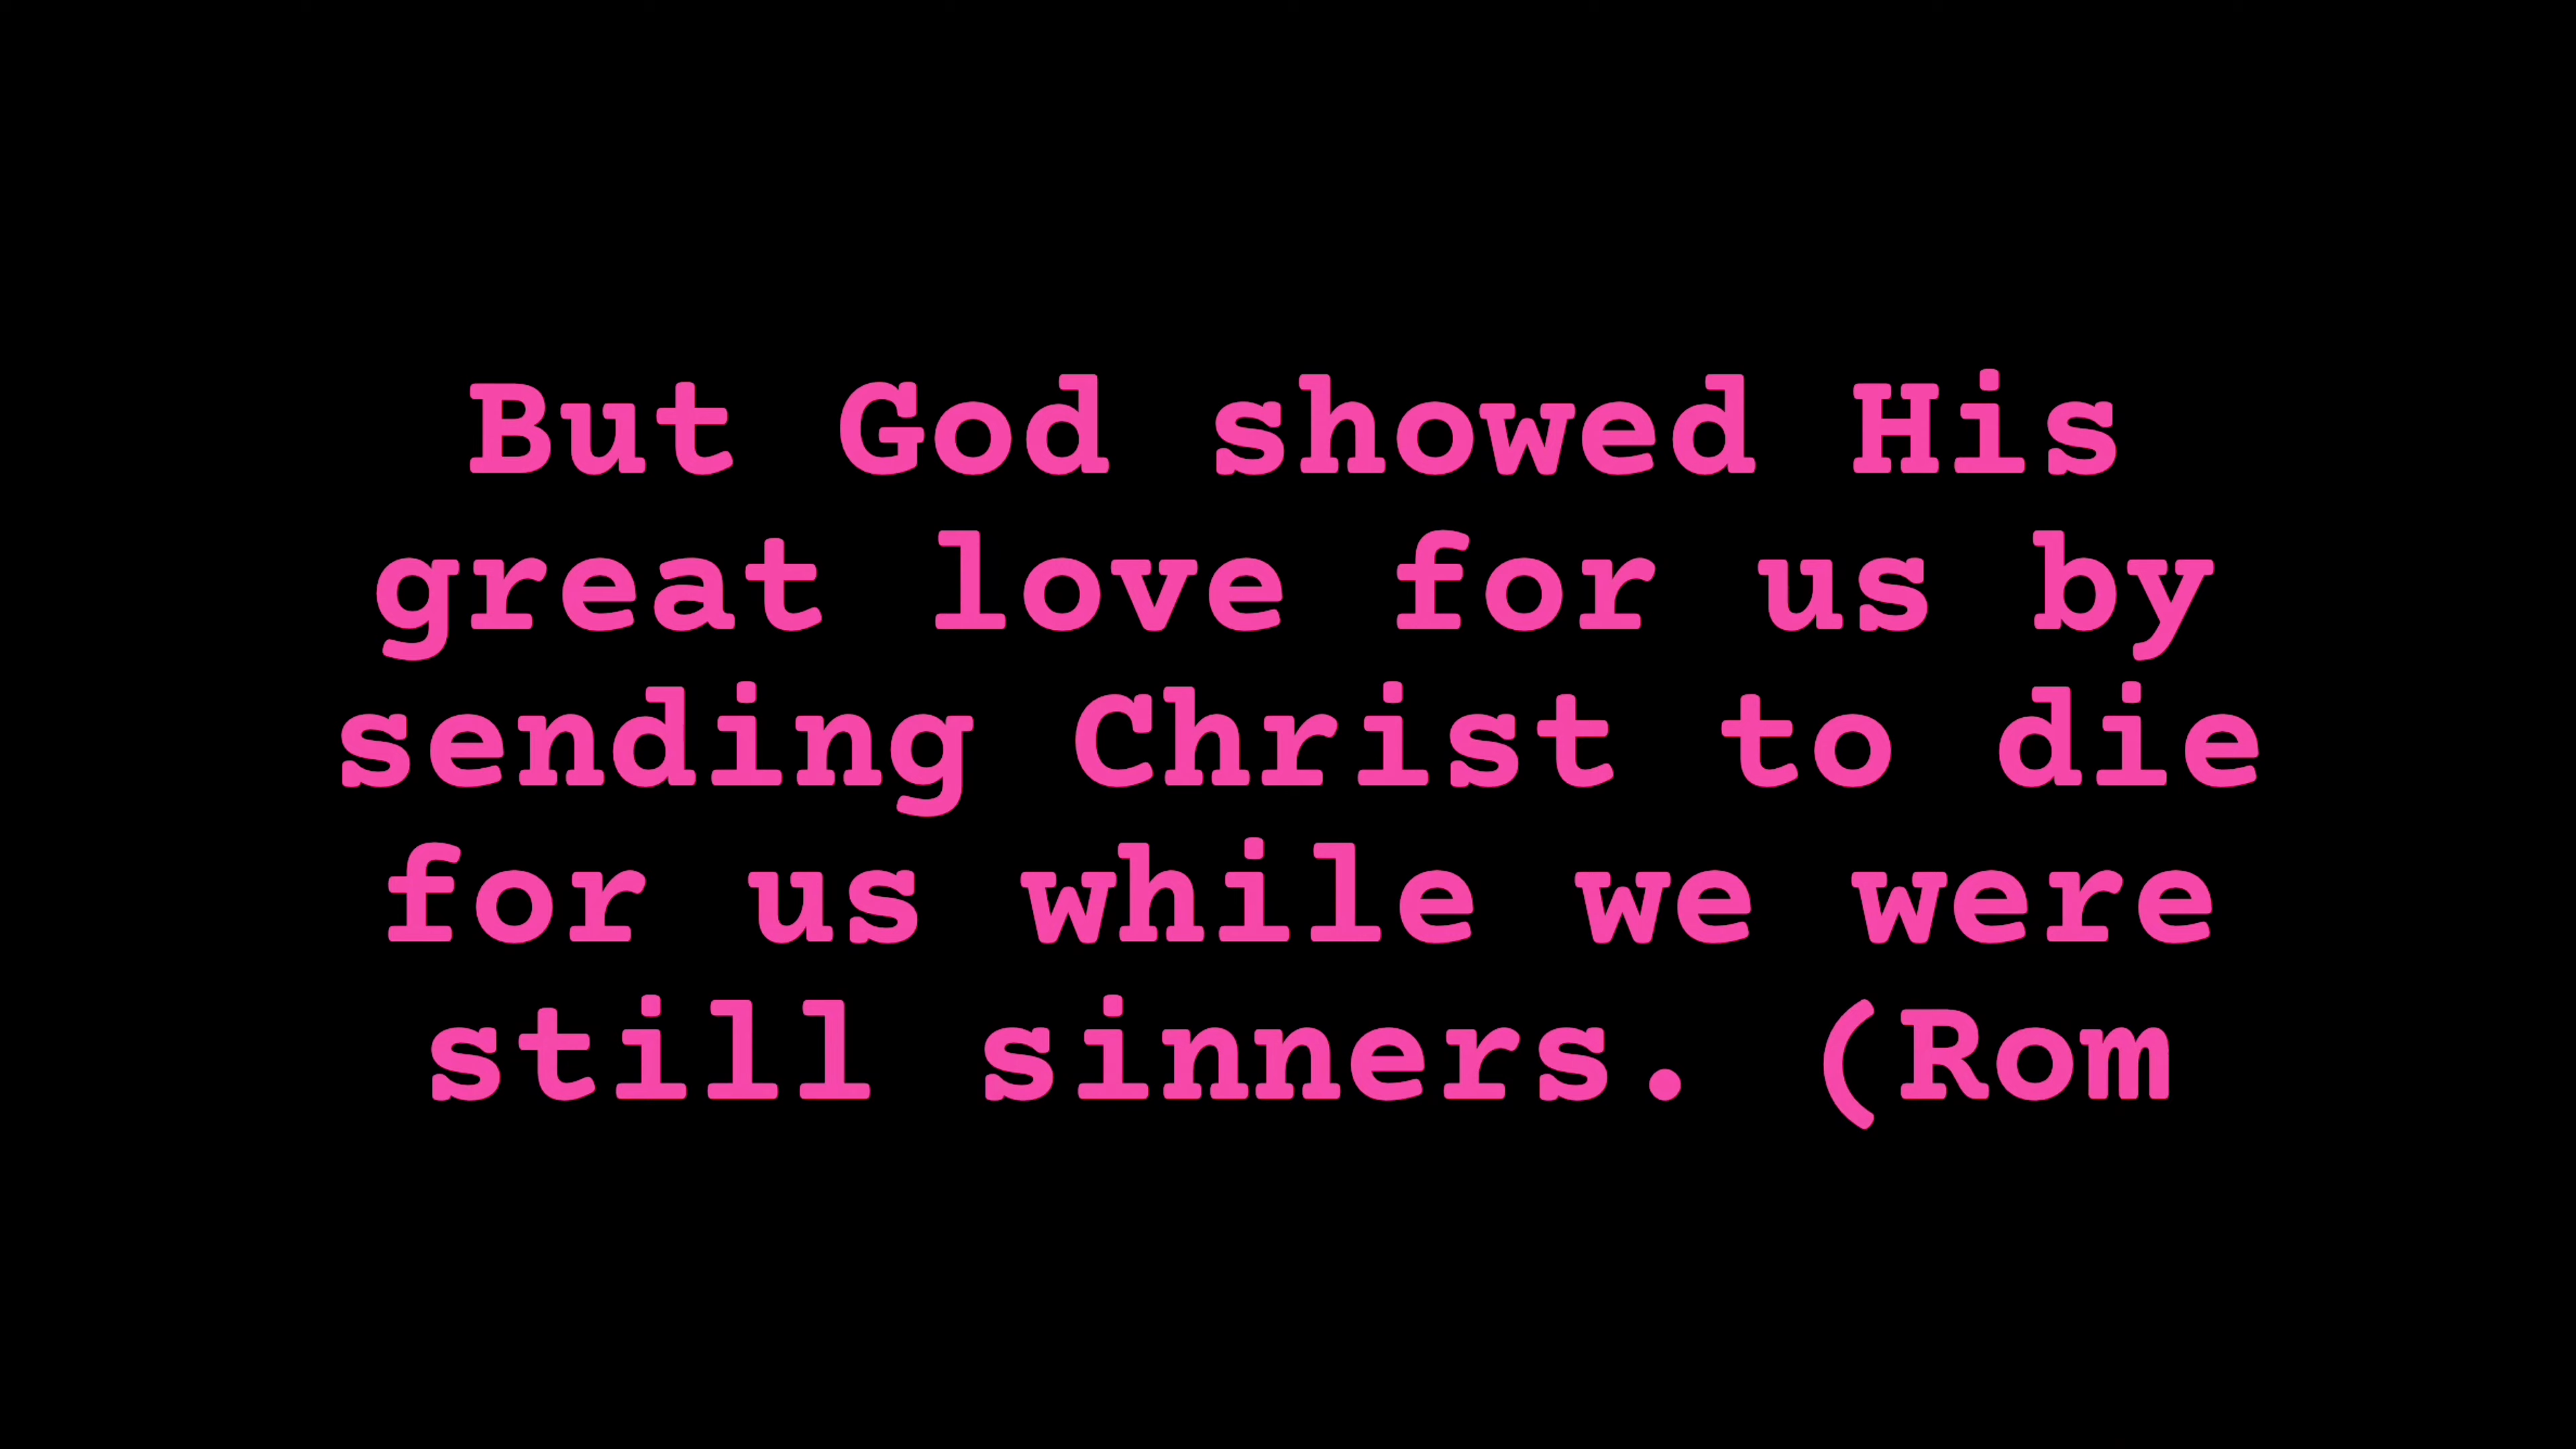 But God showed His
great love for us by
sending Christ to die
for us while we were
still sinners. (Rom